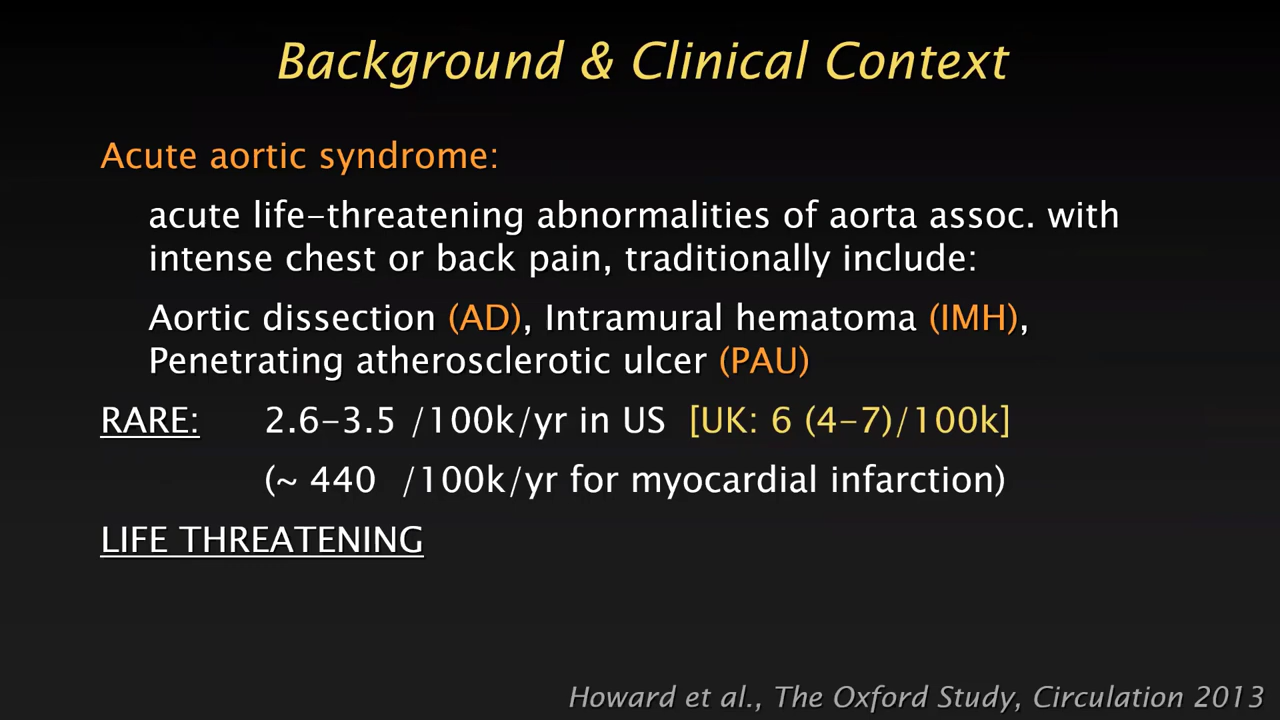 Background & Clinical Context
Acute aortic syndrome:
acute life-threatening abnormalities of aorta assoc. with
intense chest or back pain, traditionally include:
Aortic dissection (AD), Intramural hematoma (IMH),
Penetrating atherosclerotic ulcer (PAU)
RARE: 2.6-3.5 /100k/yr in US [UK: 6 (4-7)/100k]
(~ 440 /100k/yr for myocardial infarction)
LIFE THREATENING
Howard et al., The Oxford Study, Circulation 2013